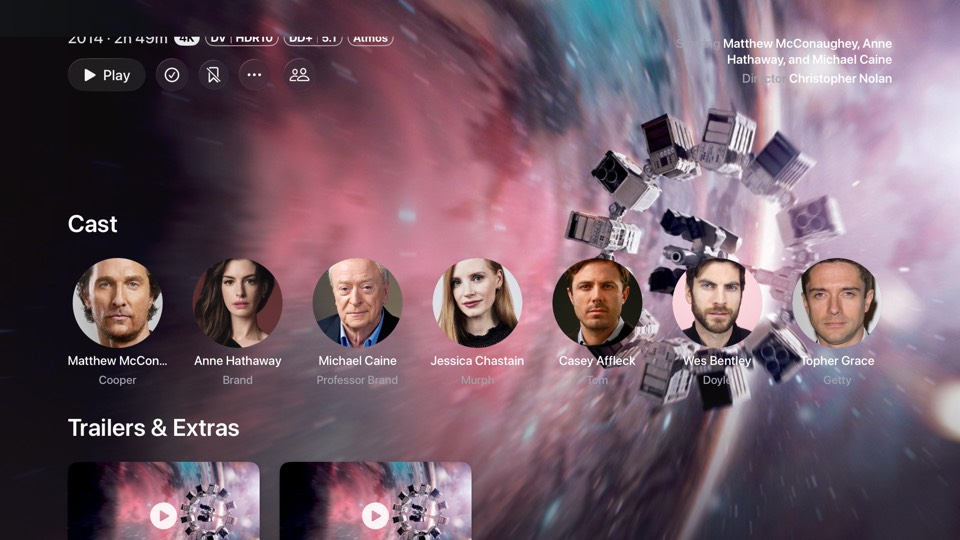 2014 · 2h 49m 4K DV HDR10 DD+ 5.1 Atmos
Starring Matthew McConaughey, Anne
Hathaway, and Michael Caine
Director Christopher Nolan
Play
Cast
Matthew McCon...
Cooper
Anne Hathaway
Brand
Michael Caine
Professor Brand
Jessica Chastain
Murph
Casey Affleck
Tom
Wes Bentley
Doyle
Topher Grace
Getty
Trailers & Extras